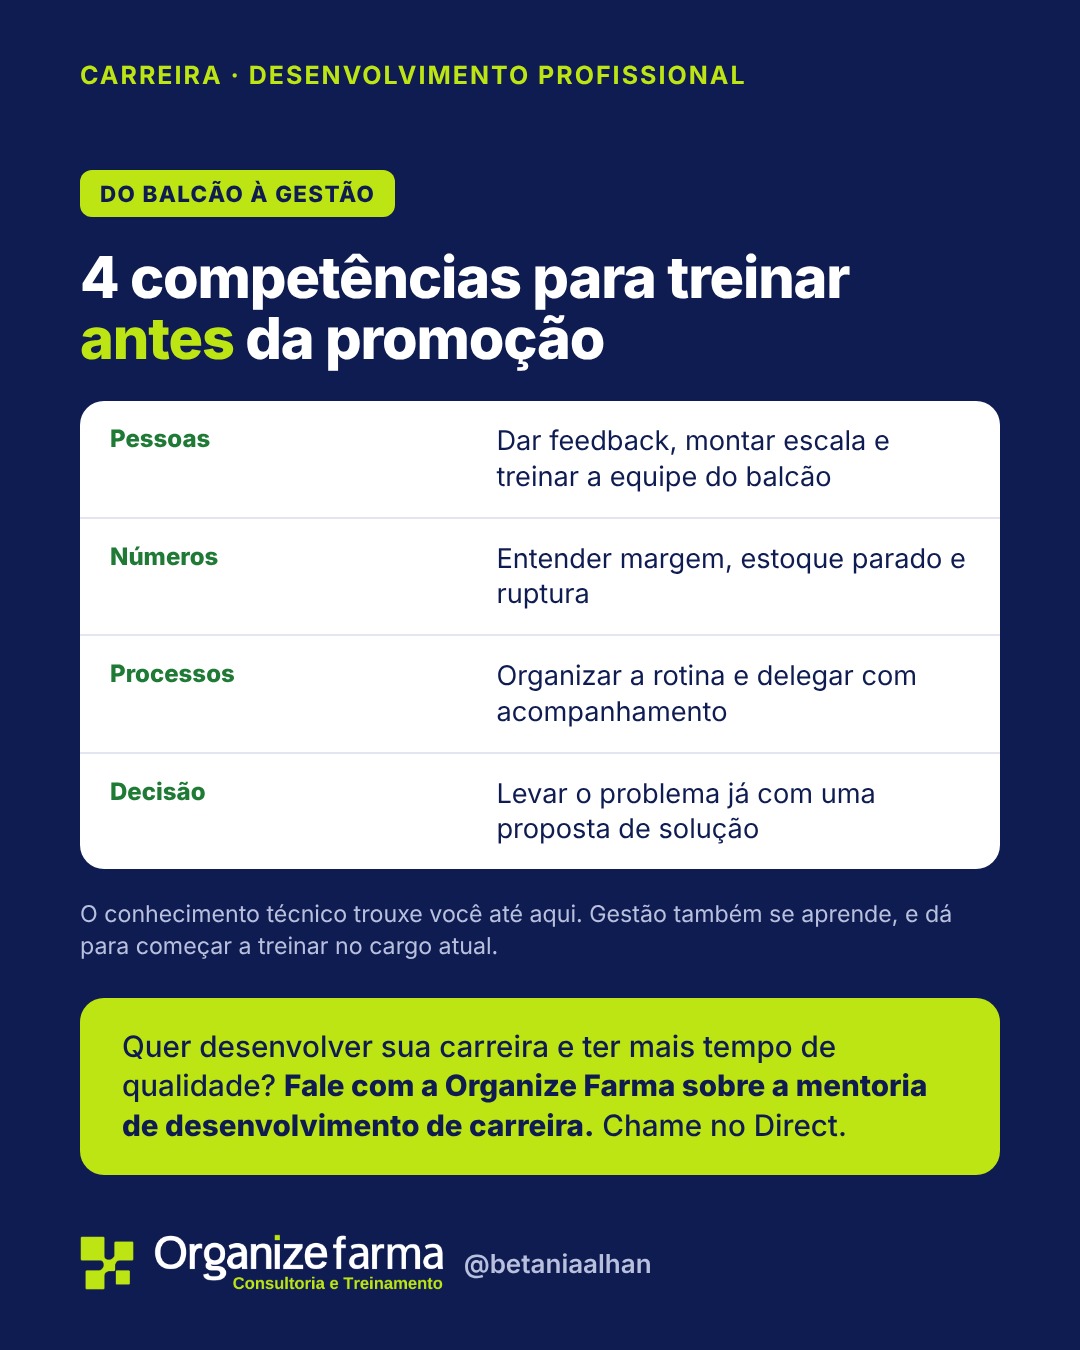 CARREIRA · DESENVOLVIMENTO PROFISSIONAL
DO BALCÃO À GESTÃO
4 competências para treinar
antes da promoção
Pessoas
Dar feedback, montar escala e
treinar a equipe do balcão
Números
Entender margem, estoque parado e
ruptura
Processos
Organizar a rotina e delegar com
acompanhamento
Decisão
Levar o problema já com uma
proposta de solução
O conhecimento técnico trouxe você até aqui. Gestão também se aprende, e dá
para começar a treinar no cargo atual.
Quer desenvolver sua carreira e ter mais tempo de
qualidade? Fale com a Organize Farma sobre a mentoria
de desenvolvimento de carreira. Chame no Direct.
Organizefarma
Consultoria e Treinamento
@betaniaalhan